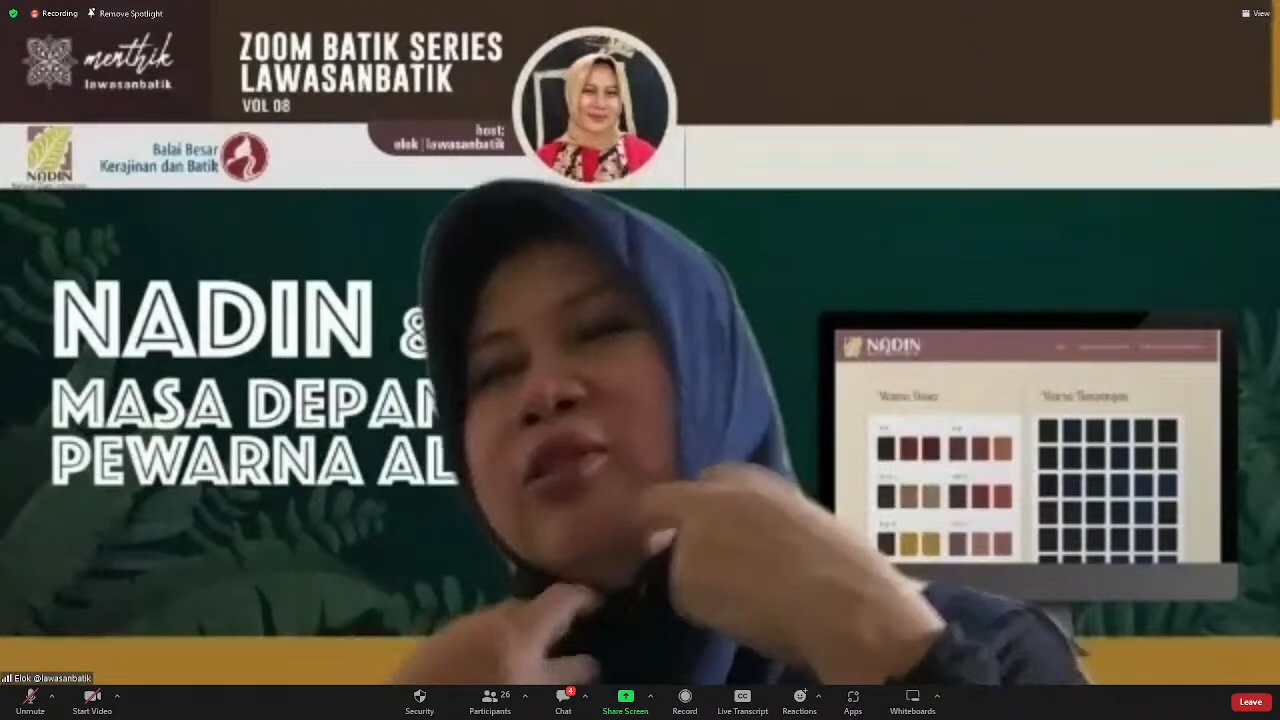 Recording
Remove Spotlight
View
menthik
lawasanbatik
ZOOM BATIK SERIES
LAWASANBATIK
VOL 08
host:
elok | lawasanbatik
NADIN
Balai Besar
Kerajinan dan Batik
NADIN &
MASA DEPAN
PEWARNA AL
NADIN
Elok @lawasanbatik
Unmute
Start Video
Security
Participants
26
Chat
4
Share Screen
Record
Live Transcript
Reactions
Apps
Whiteboards
Leave